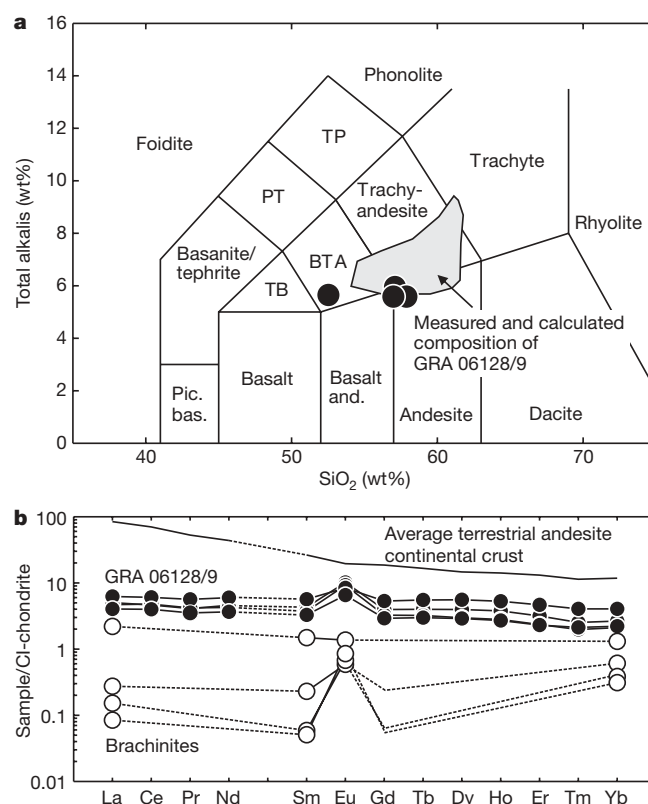 a
16
14
12
10
8
6
4
2
0
Total alkalis (wt%)
Phonolite
Foidite
TP
Trachyte
PT
Trachy-
andesite
Rhyolite
Basanite/
tephrite
BTA
TB
Measured and calculated
composition of
GRA 06128/9
Basalt
Basalt
and.
Pic.
bas.
Andesite
Dacite
40
50
60
70
SiO2 (wt%)
b
100
10
1
0.1
0.01
Sample/CI-chondrite
Average terrestrial andesite
continental crust
GRA 06128/9
Brachinites
La Ce Pr Nd Sm Eu Gd Tb Dy Ho Er Tm Yb